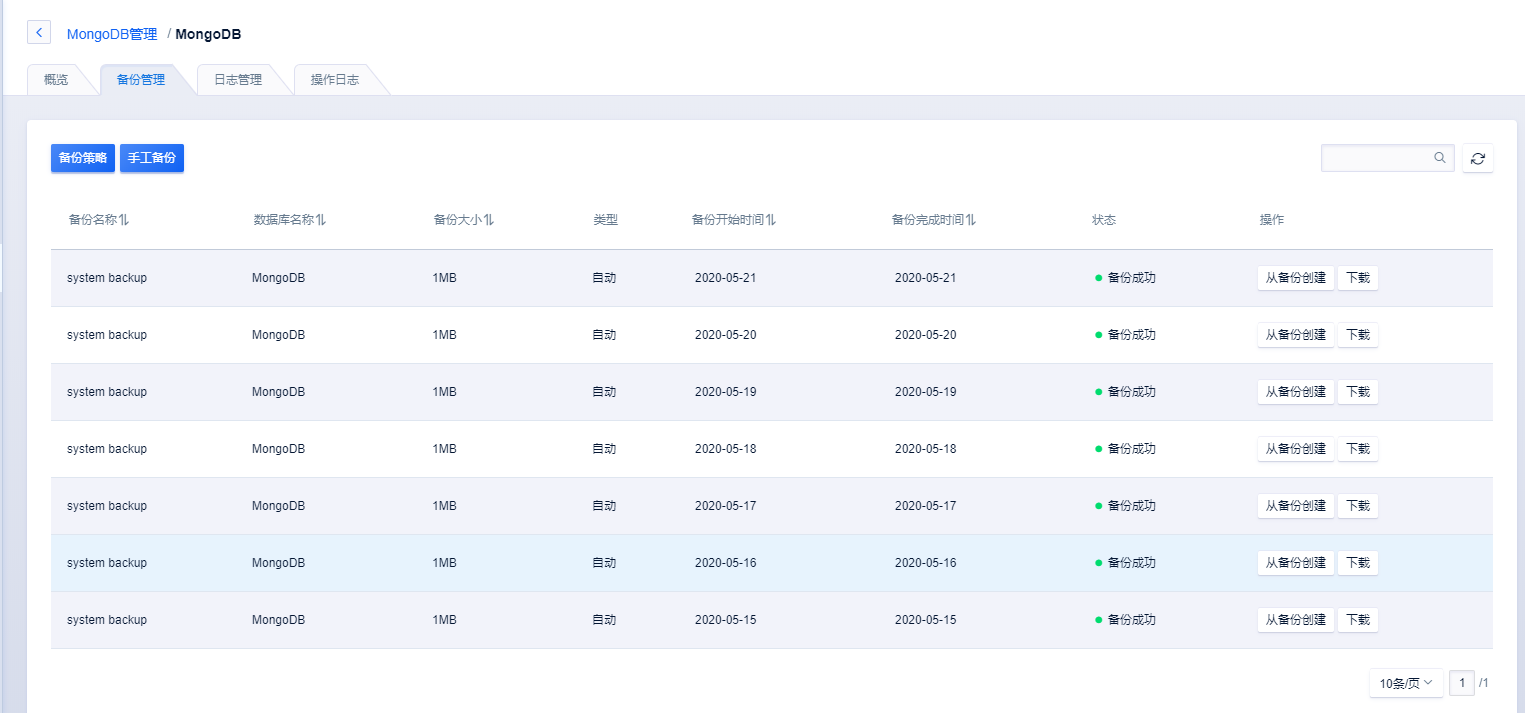 MongoDB管理 / MongoDB
概览 备份管理 日志管理 操作日志
备份策略 手工备份
备份名称 数据库名称 备份大小 类型 备份开始时间 备份完成时间 状态 操作
system backup MongoDB 1MB 自动 2020-05-21 2020-05-21 备份成功 从备份创建 下载
system backup MongoDB 1MB 自动 2020-05-20 2020-05-20 备份成功 从备份创建 下载
system backup MongoDB 1MB 自动 2020-05-19 2020-05-19 备份成功 从备份创建 下载
system backup MongoDB 1MB 自动 2020-05-18 2020-05-18 备份成功 从备份创建 下载
system backup MongoDB 1MB 自动 2020-05-17 2020-05-17 备份成功 从备份创建 下载
system backup MongoDB 1MB 自动 2020-05-16 2020-05-16 备份成功 从备份创建 下载
system backup MongoDB 1MB 自动 2020-05-15 2020-05-15 备份成功 从备份创建 下载
10条/页 1 /1